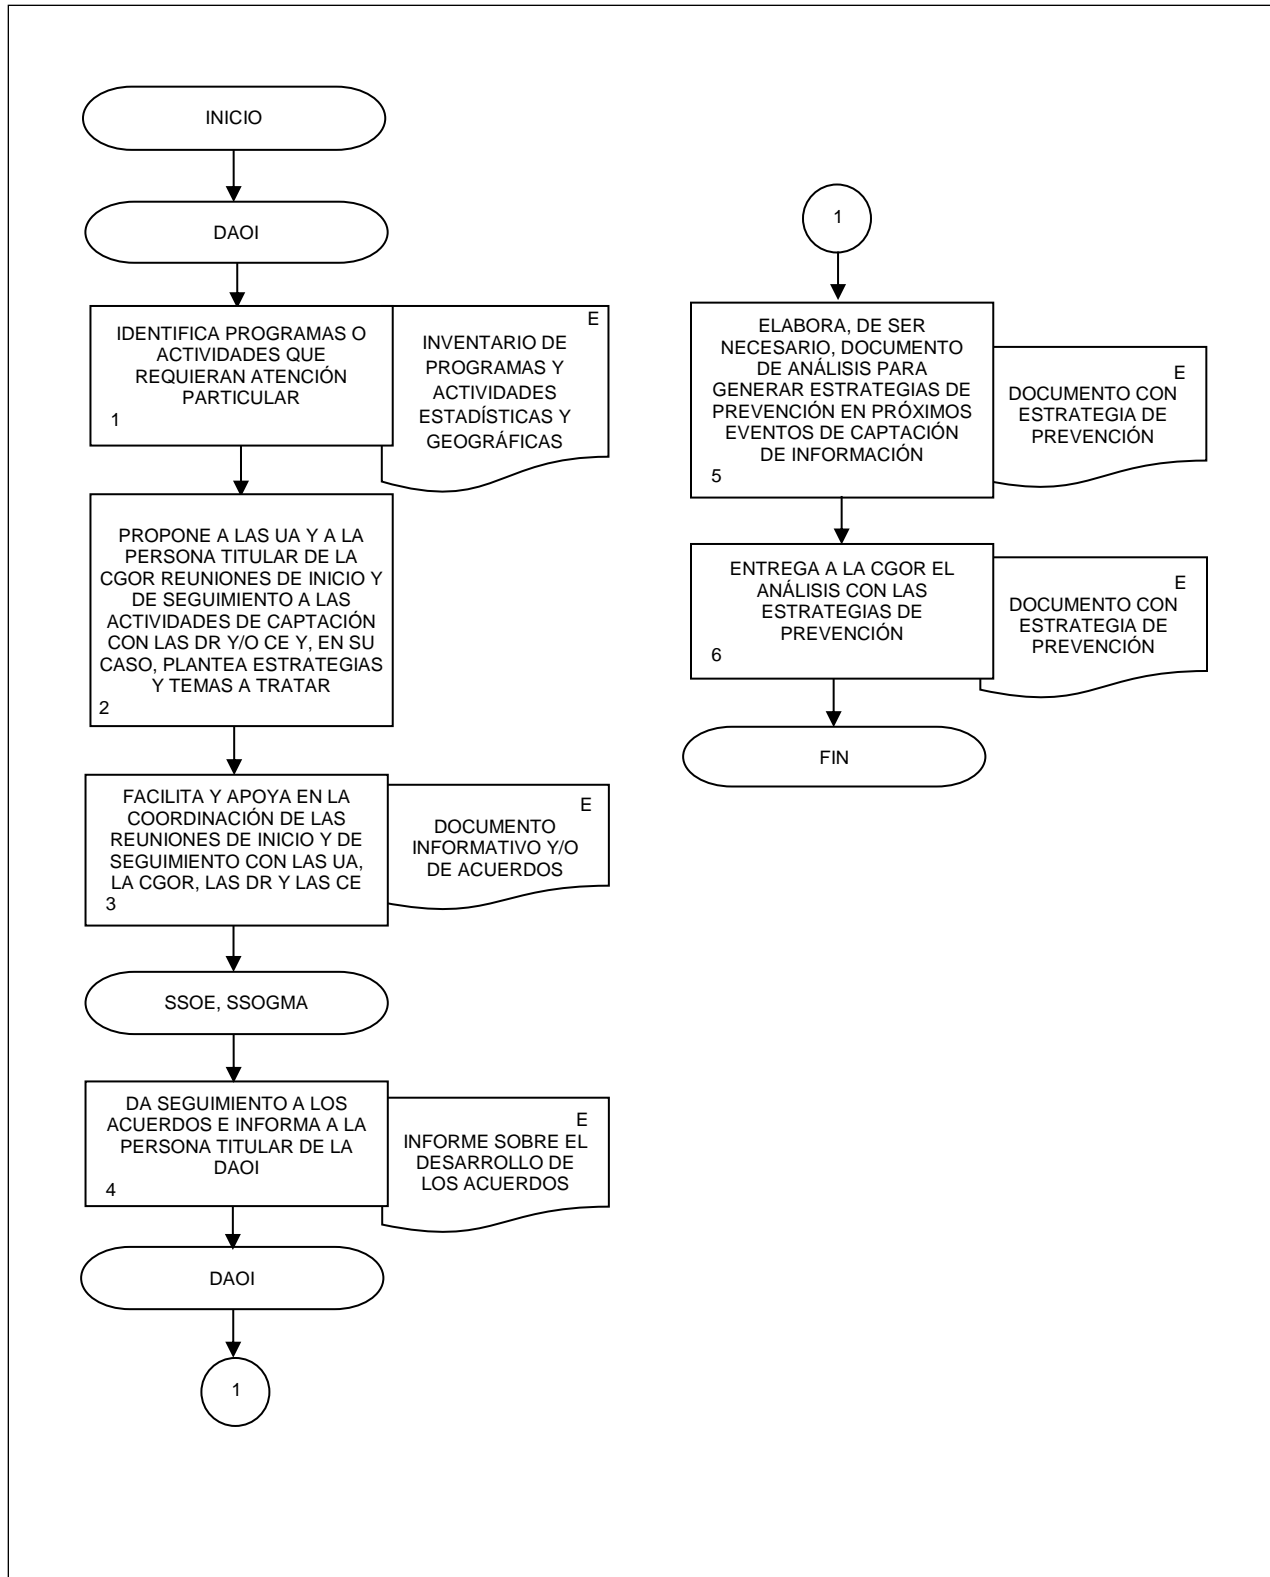 INICIO
DAOI
IDENTIFICA PROGRAMAS O
ACTIVIDADES QUE
REQUIERAN ATENCIÓN
PARTICULAR
1
E
INVENTARIO DE
PROGRAMAS Y
ACTIVIDADES
ESTADÍSTICAS Y
GEOGRÁFICAS
PROPONE A LAS UA Y A LA
PERSONA TITULAR DE LA
CGOR REUNIONES DE INICIO Y
DE SEGUIMIENTO A LAS
ACTIVIDADES DE CAPTACIÓN
CON LAS DR Y/O CE Y, EN SU
CASO, PLANTEA ESTRATEGIAS
Y TEMAS A TRATAR
2
FACILITA Y APOYA EN LA
COORDINACIÓN DE LAS
REUNIONES DE INICIO Y DE
SEGUIMIENTO CON LAS UA,
LA CGOR, LAS DR Y LAS CE
3
E
DOCUMENTO
INFORMATIVO Y/O
DE ACUERDOS
SSOE, SSOGMA
DA SEGUIMIENTO A LOS
ACUERDOS E INFORMA A LA
PERSONA TITULAR DE LA
DAOI
4
E
INFORME SOBRE EL
DESARROLLO DE
LOS ACUERDOS
DAOI
1
1
ELABORA, DE SER
NECESARIO, DOCUMENTO
DE ANÁLISIS PARA
GENERAR ESTRATEGIAS DE
PREVENCIÓN EN PRÓXIMOS
EVENTOS DE CAPTACIÓN
DE INFORMACIÓN
5
E
DOCUMENTO CON
ESTRATEGIA DE
PREVENCIÓN
ENTREGA A LA CGOR EL
ANÁLISIS CON LAS
ESTRATEGIAS DE
PREVENCIÓN
6
E
DOCUMENTO CON
ESTRATEGIA DE
PREVENCIÓN
FIN